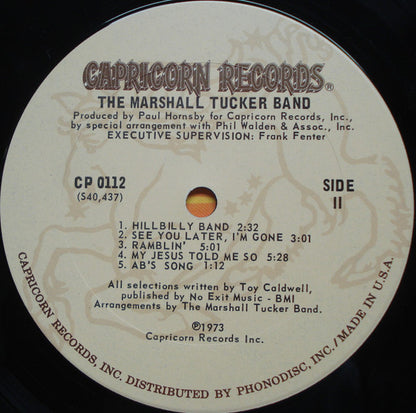 CAPRICORN RECORDS®
THE MARSHALL TUCKER BAND
Produced by Paul Hornsby for Capricorn Records, Inc.,
by special arrangement with Phil Walden & Assoc., Inc.
EXECUTIVE SUPERVISION: Frank Fenter
CP 0112
(S40,437)
SIDE
II
1. HILLBILLY BAND 2:32
2. SEE YOU LATER, I'M GONE 3:01
3. RAMBLIN' 5:01
4. MY JESUS TOLD ME SO 5:28
5. AB'S SONG 1:12
All selections written by Toy Caldwell,
published by No Exit Music - BMI
Arrangements by The Marshall Tucker Band.
℗1973
Capricorn Records Inc.
CAPRICORN RECORDS, INC. DISTRIBUTED BY PHONODISC, INC./MADE IN U.S.A.